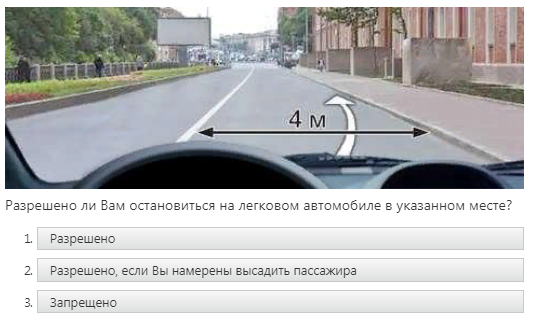 4 м
Разрешено ли Вам остановиться на легковом автомобиле в указанном месте?
1. Разрешено
2. Разрешено, если Вы намерены высадить пассажира
3. Запрещено